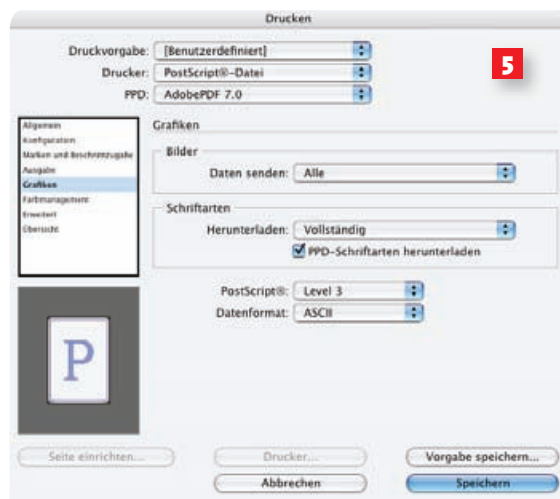 Drucken
Druckvorgabe: [Benutzerdefiniert]
5
Drucker: PostScript®-Datei
PPD: AdobePDF 7.0
Allgemein
Konfiguration
Marken und Beschnittzugabe
Ausgabe
Grafiken
Farbmanagement
Erweitert
Übersicht
Grafiken
Bilder
Daten senden: Alle
Schriftarten
Herunterladen: Vollständig
PPD-Schriftarten herunterladen
PostScript®: Level 3
Datenformat: ASCII
P
Seite einrichten...
Drucker...
Vorgabe speichern...
Abbrechen
Speichern